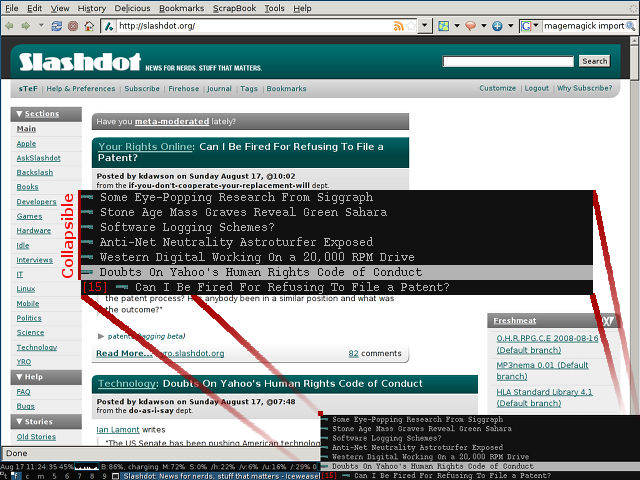 File Edit View History Delicious Bookmarks ScrapBook Tools Help
http://slashdot.org/
magemagick import
Slashdot NEWS FOR NERDS. STUFF THAT MATTERS.
Search
sTeF Help & Preferences Subscribe Firehose Journal Tags Bookmarks Customize Logout Why Subscribe?
▼ Sections
Main
Apple
AskSlashdot
Backslash
Books
Developers
Games
Hardware
Idle
Interviews
IT
Linux
Mobile
Politics
Science
Technology
YRO
▼ Help
FAQ
Bugs
▼ Stories
Old Stories
Have you meta-moderated lately?
Your Rights Online: Can I Be Fired For Refusing To File a
Patent?
Posted by kdawson on Sunday August 17, @10:02
from the if-you-don't-cooperate-your-replacement-will dept.
Collapsible
Some Eye-Popping Research From Siggraph
Stone Age Mass Graves Reveal Green Sahara
Software Logging Schemes?
Anti-Net Neutrality Astroturfer Exposed
Western Digital Working On a 20,000 RPM Drive
Doubts On Yahoo's Human Rights Code of Conduct
[15] Can I Be Fired For Refusing To File a Patent?
the patent process? Has anybody been in a similar position and what was
the outcome?"
patents (tagging beta)
Read More... yro.slashdot.org 82 comments
Technology: Doubts On Yahoo's Human Rights Code of Conduct
Posted by kdawson on Sunday August 17, @07:48
from the do-as-i-say dept.
Ian Lamont writes
"The US Senate has been pushing American technolog
Freshmeat
O.H.R.RPG.C.E 2008-08-16
(Default branch)
MP3nema 0.01 (Default
branch)
HLA Standard Library 4.1
(Default branch)
Done
Some Eye-Popping Research From Siggraph
Stone Age Mass Graves Reveal Green Sahara
Software Logging Schemes?
Anti-Net Neutrality Astroturfer Exposed
Western Digital Working On a 20,000 RPM Drive
Doubts On Yahoo's Human Rights Code of Conduct
[15] Can I Be Fired For Refusing To File a Patent?
Aug 17 11:24:35 45% B:86%, charging M:72% S:0% /h:22% /v:6% /u:16% /:29% 0
f c m 6 7 8 9 Slashdot: News for nerds, stuff that matters - Iceweasel